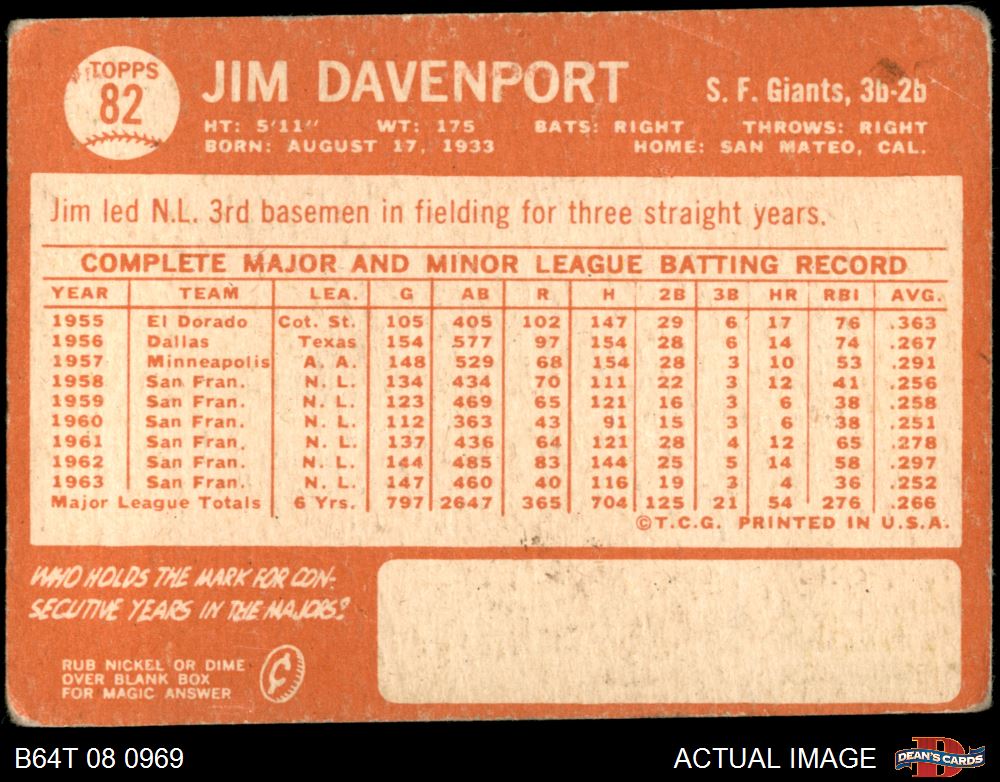 TOPPS
82
JIM DAVENPORT
S. F. Giants, 3b-2b
HT: 5'11" WT: 175 BATS: RIGHT THROWS: RIGHT
BORN: AUGUST 17, 1933 HOME: SAN MATEO, CAL.
Jim led N.L. 3rd basemen in fielding for three straight years.
COMPLETE MAJOR AND MINOR LEAGUE BATTING RECORD
YEAR TEAM LEA. G AB R H 2B 3B HR RBI AVG.
1955 El Dorado Cot. St. 105 405 102 147 29 6 17 76 .363
1956 Dallas Texas 154 577 97 154 28 6 14 74 .267
1957 Minneapolis A. A. 148 529 68 154 28 3 10 53 .291
1958 San Fran. N. L. 134 434 70 111 22 3 12 41 .256
1959 San Fran. N. L. 123 469 65 121 16 3 6 38 .258
1960 San Fran. N. L. 112 363 43 91 15 3 6 38 .251
1961 San Fran. N. L. 137 436 64 121 28 4 12 65 .278
1962 San Fran. N. L. 144 485 83 144 25 5 14 58 .297
1963 San Fran. N. L. 147 460 40 116 19 3 4 36 .252
Major League Totals 6 Yrs. 797 2647 365 704 125 21 54 276 .266
©T.C.G. PRINTED IN U.S.A.
WHO HOLDS THE MARK FOR CON-
SECUTIVE YEARS IN THE MAJORS?
RUB NICKEL OR DIME
OVER BLANK BOX
FOR MAGIC ANSWER
¢
B64T 08 0969
ACTUAL IMAGE
D
DEAN'S CARDS